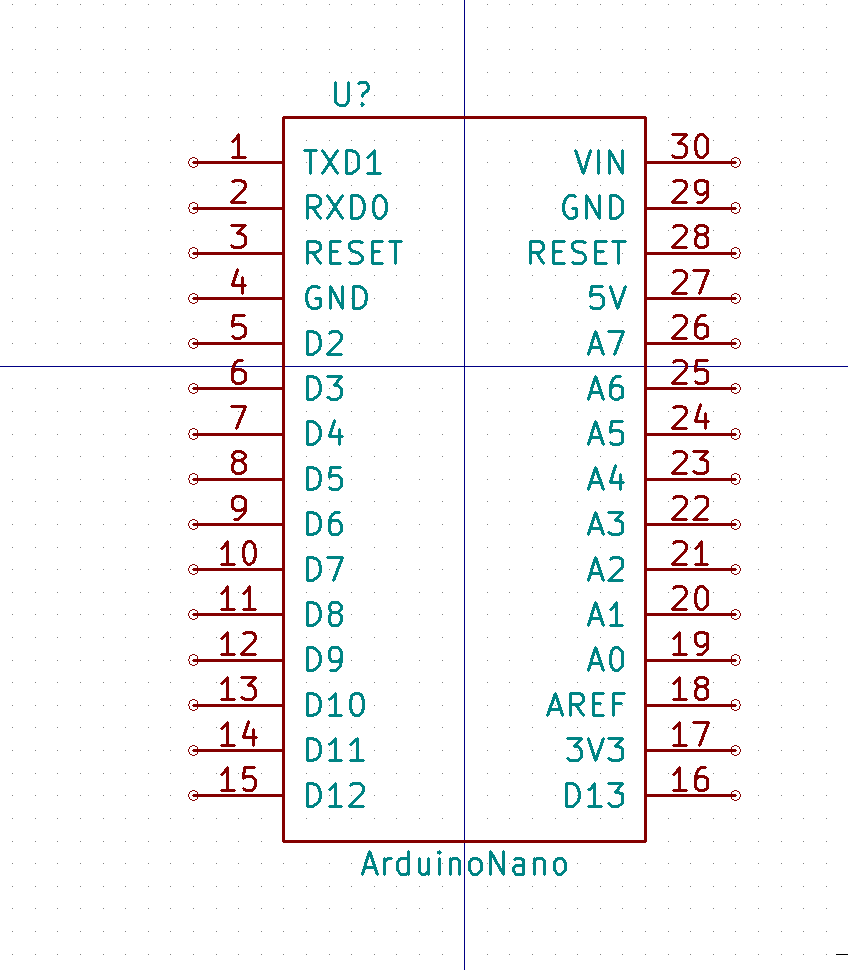 U?
1 TXD1 VIN 30
2 RXD0 GND 29
3 RESET RESET 28
4 GND 5V 27
5 D2 A7 26
6 D3 A6 25
7 D4 A5 24
8 D5 A4 23
9 D6 A3 22
10 D7 A2 21
11 D8 A1 20
12 D9 A0 19
13 D10 AREF 18
14 D11 3V3 17
15 D12 D13 16
ArduinoNano